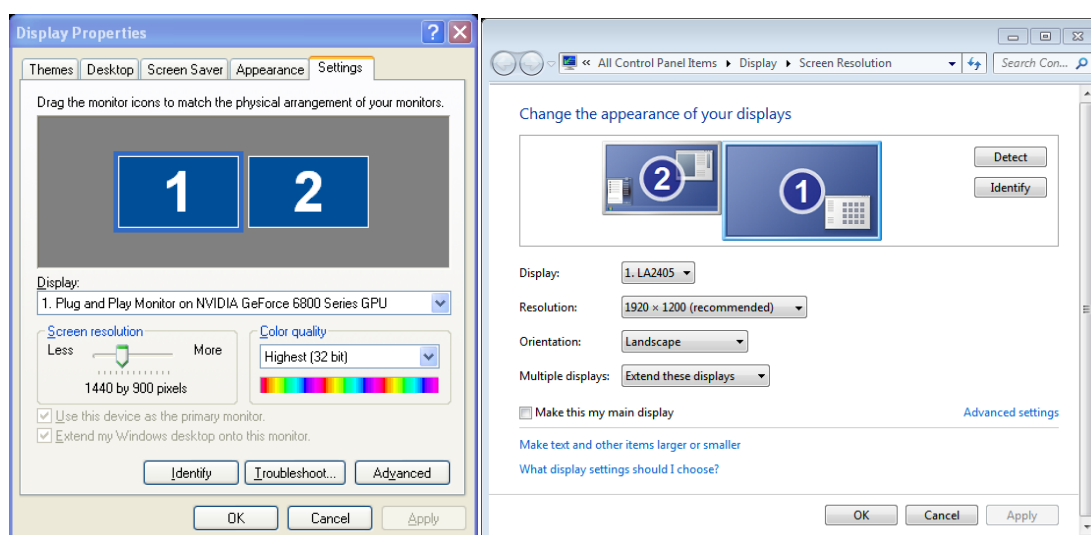 Display Properties
Themes Desktop Screen Saver Appearance Settings
Drag the monitor icons to match the physical arrangement of your monitors.
1 2
Display:
1. Plug and Play Monitor on NVIDIA GeForce 6800 Series GPU
Screen resolution
Less More
1440 by 900 pixels
Color quality
Highest (32 bit)
Use this device as the primary monitor.
Extend my Windows desktop onto this monitor.
Identify Troubleshoot... Advanced
OK Cancel Apply
« All Control Panel Items Display Screen Resolution Search Con...
Change the appearance of your displays
2 1
Detect
Identify
Display: 1. LA2405
Resolution: 1920 × 1200 (recommended)
Orientation: Landscape
Multiple displays: Extend these displays
Make this my main display Advanced settings
Make text and other items larger or smaller
What display settings should I choose?
OK Cancel Apply